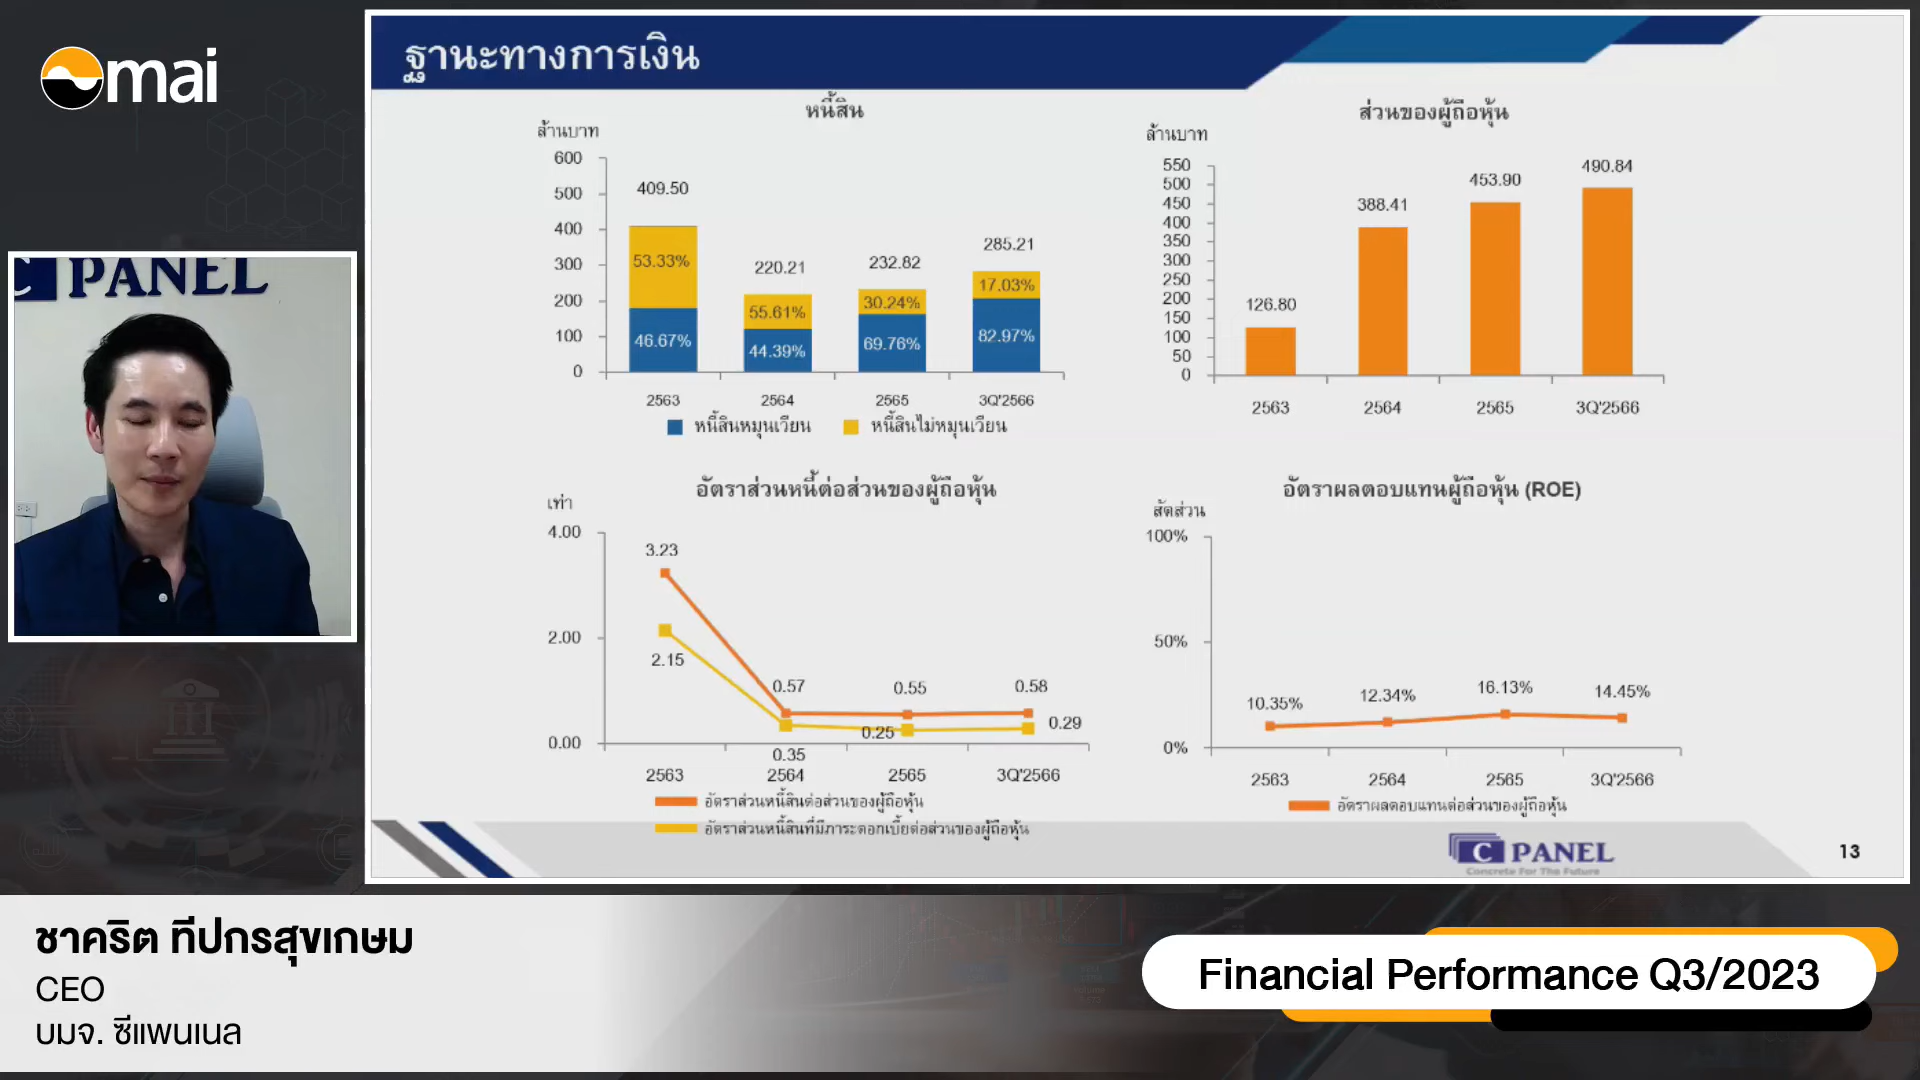 mai
C PANEL
ฐานะทางการเงิน
หนี้สิน
ล้านบาท
600
500
400
300
200
100
0
409.50
53.33%
46.67%
220.21
55.61%
44.39%
232.82
30.24%
69.76%
285.21
17.03%
82.97%
2563 2564 2565 3Q'2566
หนี้สินหมุนเวียน หนี้สินไม่หมุนเวียน
ส่วนของผู้ถือหุ้น
ล้านบาท
550
500
450
400
350
300
250
200
150
100
50
0
126.80
388.41
453.90
490.84
2563 2564 2565 3Q'2566
อัตราส่วนหนี้ต่อส่วนของผู้ถือหุ้น
เท่า
4.00
2.00
0.00
3.23
2.15
0.57
0.35
0.55
0.25
0.58
0.29
2563 2564 2565 3Q'2566
อัตราส่วนหนี้สินต่อส่วนของผู้ถือหุ้น
อัตราส่วนหนี้สินที่มีภาระดอกเบี้ยต่อส่วนของผู้ถือหุ้น
อัตราผลตอบแทนผู้ถือหุ้น (ROE)
สัดส่วน
100%
50%
0%
10.35%
12.34%
16.13%
14.45%
2563 2564 2565 3Q'2566
อัตราผลตอบแทนต่อส่วนของผู้ถือหุ้น
C PANEL
Concrete For The Future
13
ชาคริต ทีปกรสุขเกษม
CEO
บมจ. ซีแพนเนล
Financial Performance Q3/2023